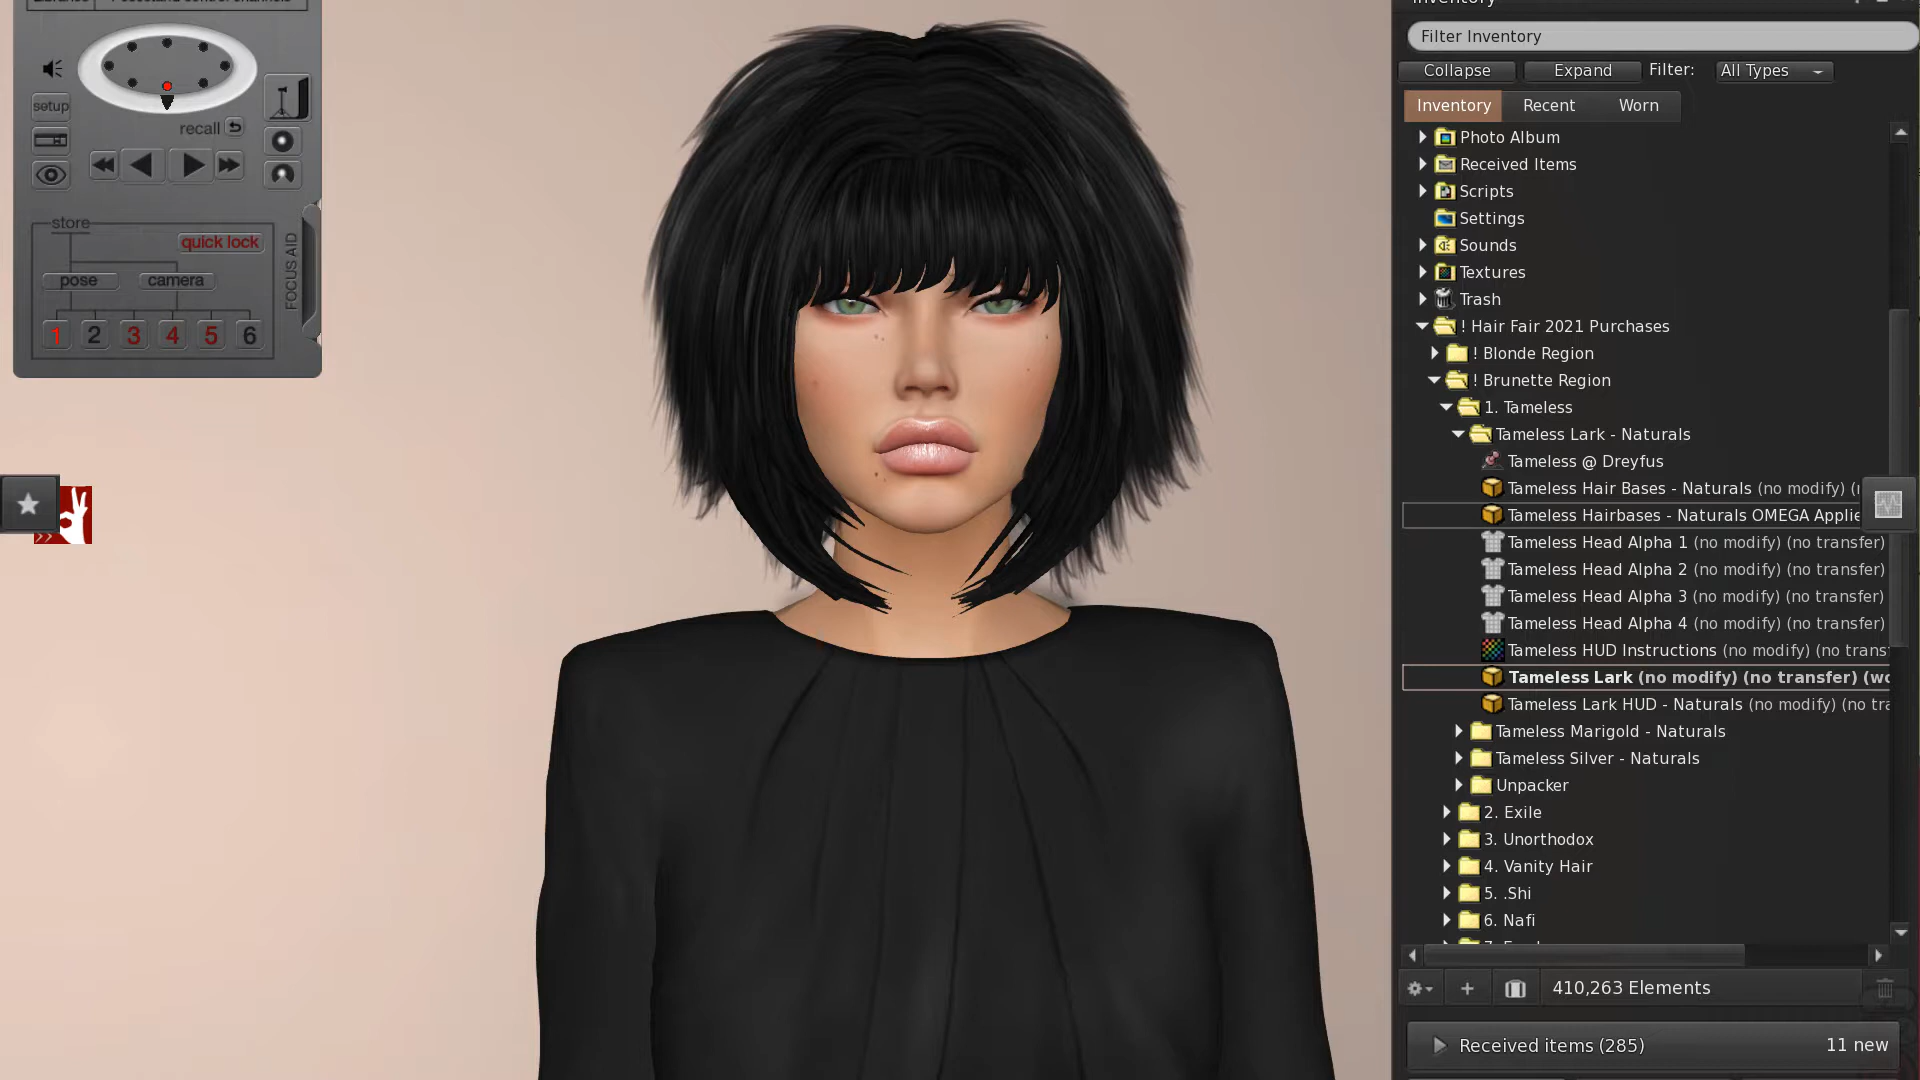 setup
recall
store
quick lock
pose
camera
1 2 3 4 5 6
FOCUS AID
Inventory
Filter Inventory
Collapse Expand Filter: All Types
Inventory Recent Worn
Photo Album
Received Items
Scripts
Settings
Sounds
Textures
Trash
! Hair Fair 2021 Purchases
! Blonde Region
! Brunette Region
1. Tameless
Tameless Lark - Naturals
Tameless @ Dreyfus
Tameless Hair Bases - Naturals (no modify)
Tameless Hairbases - Naturals OMEGA Applie
Tameless Head Alpha 1 (no modify) (no transfer)
Tameless Head Alpha 2 (no modify) (no transfer)
Tameless Head Alpha 3 (no modify) (no transfer)
Tameless Head Alpha 4 (no modify) (no transfer)
Tameless HUD Instructions (no modify) (no trans
Tameless Lark (no modify) (no transfer) (wo
Tameless Lark HUD - Naturals (no modify) (no tra
Tameless Marigold - Naturals
Tameless Silver - Naturals
Unpacker
2. Exile
3. Unorthodox
4. Vanity Hair
5. .Shi
6. Nafi
410,263 Elements
Received items (285) 11 new